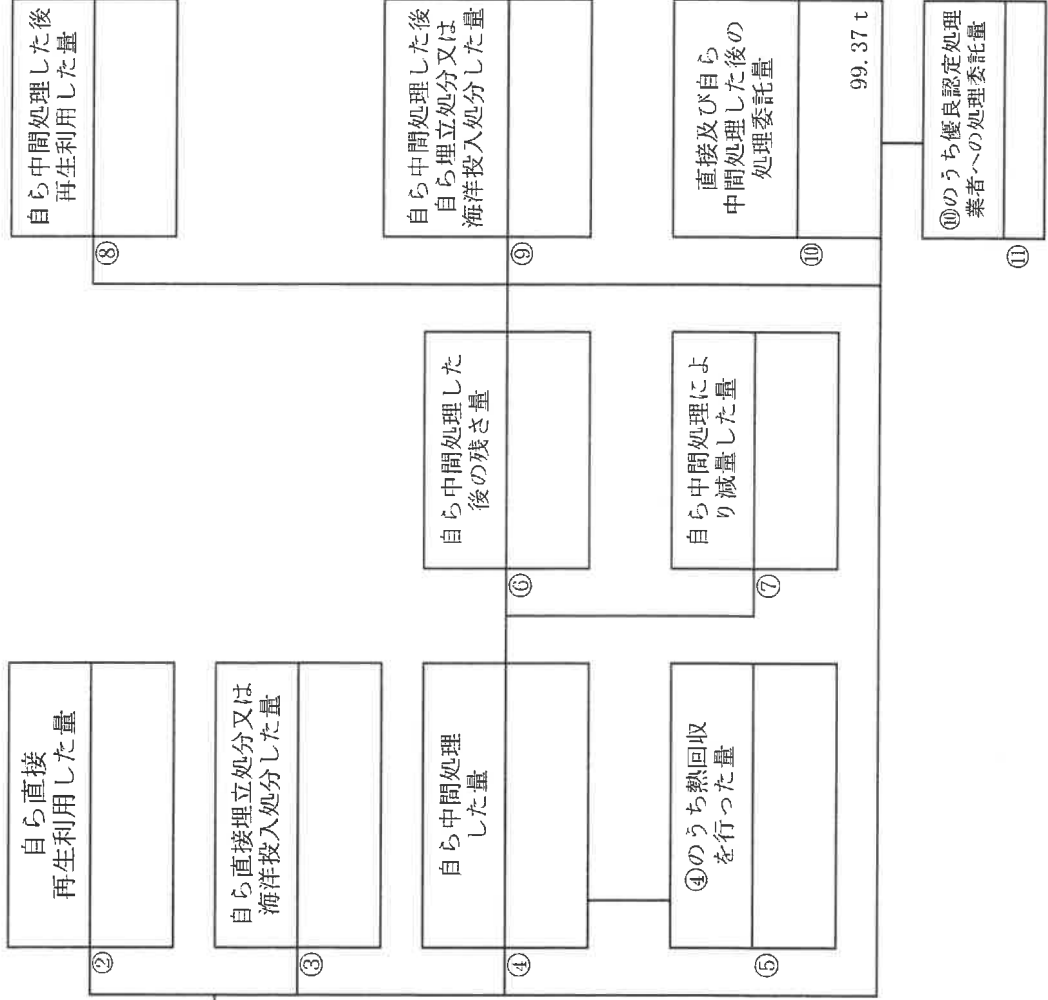 ②
自ら直接
再生利用した量
③
自ら直接埋立処分又は
海洋投入処分した量
④
自ら中間処理
した量
⑤
④のうち熱回収
を行った量
⑥
自ら中間処理した
後の残さ量
⑦
自ら中間処理によ
り減量した量
⑧
自ら中間処理した後
再生利用した量
⑨
自ら中間処理した後
自ら埋立処分又は
海洋投入処分した量
⑩
直接及び自ら
中間処理した後の
処理委託量
99.37 t
⑪
⑩のうち優良認定処理
業者への処理委託量